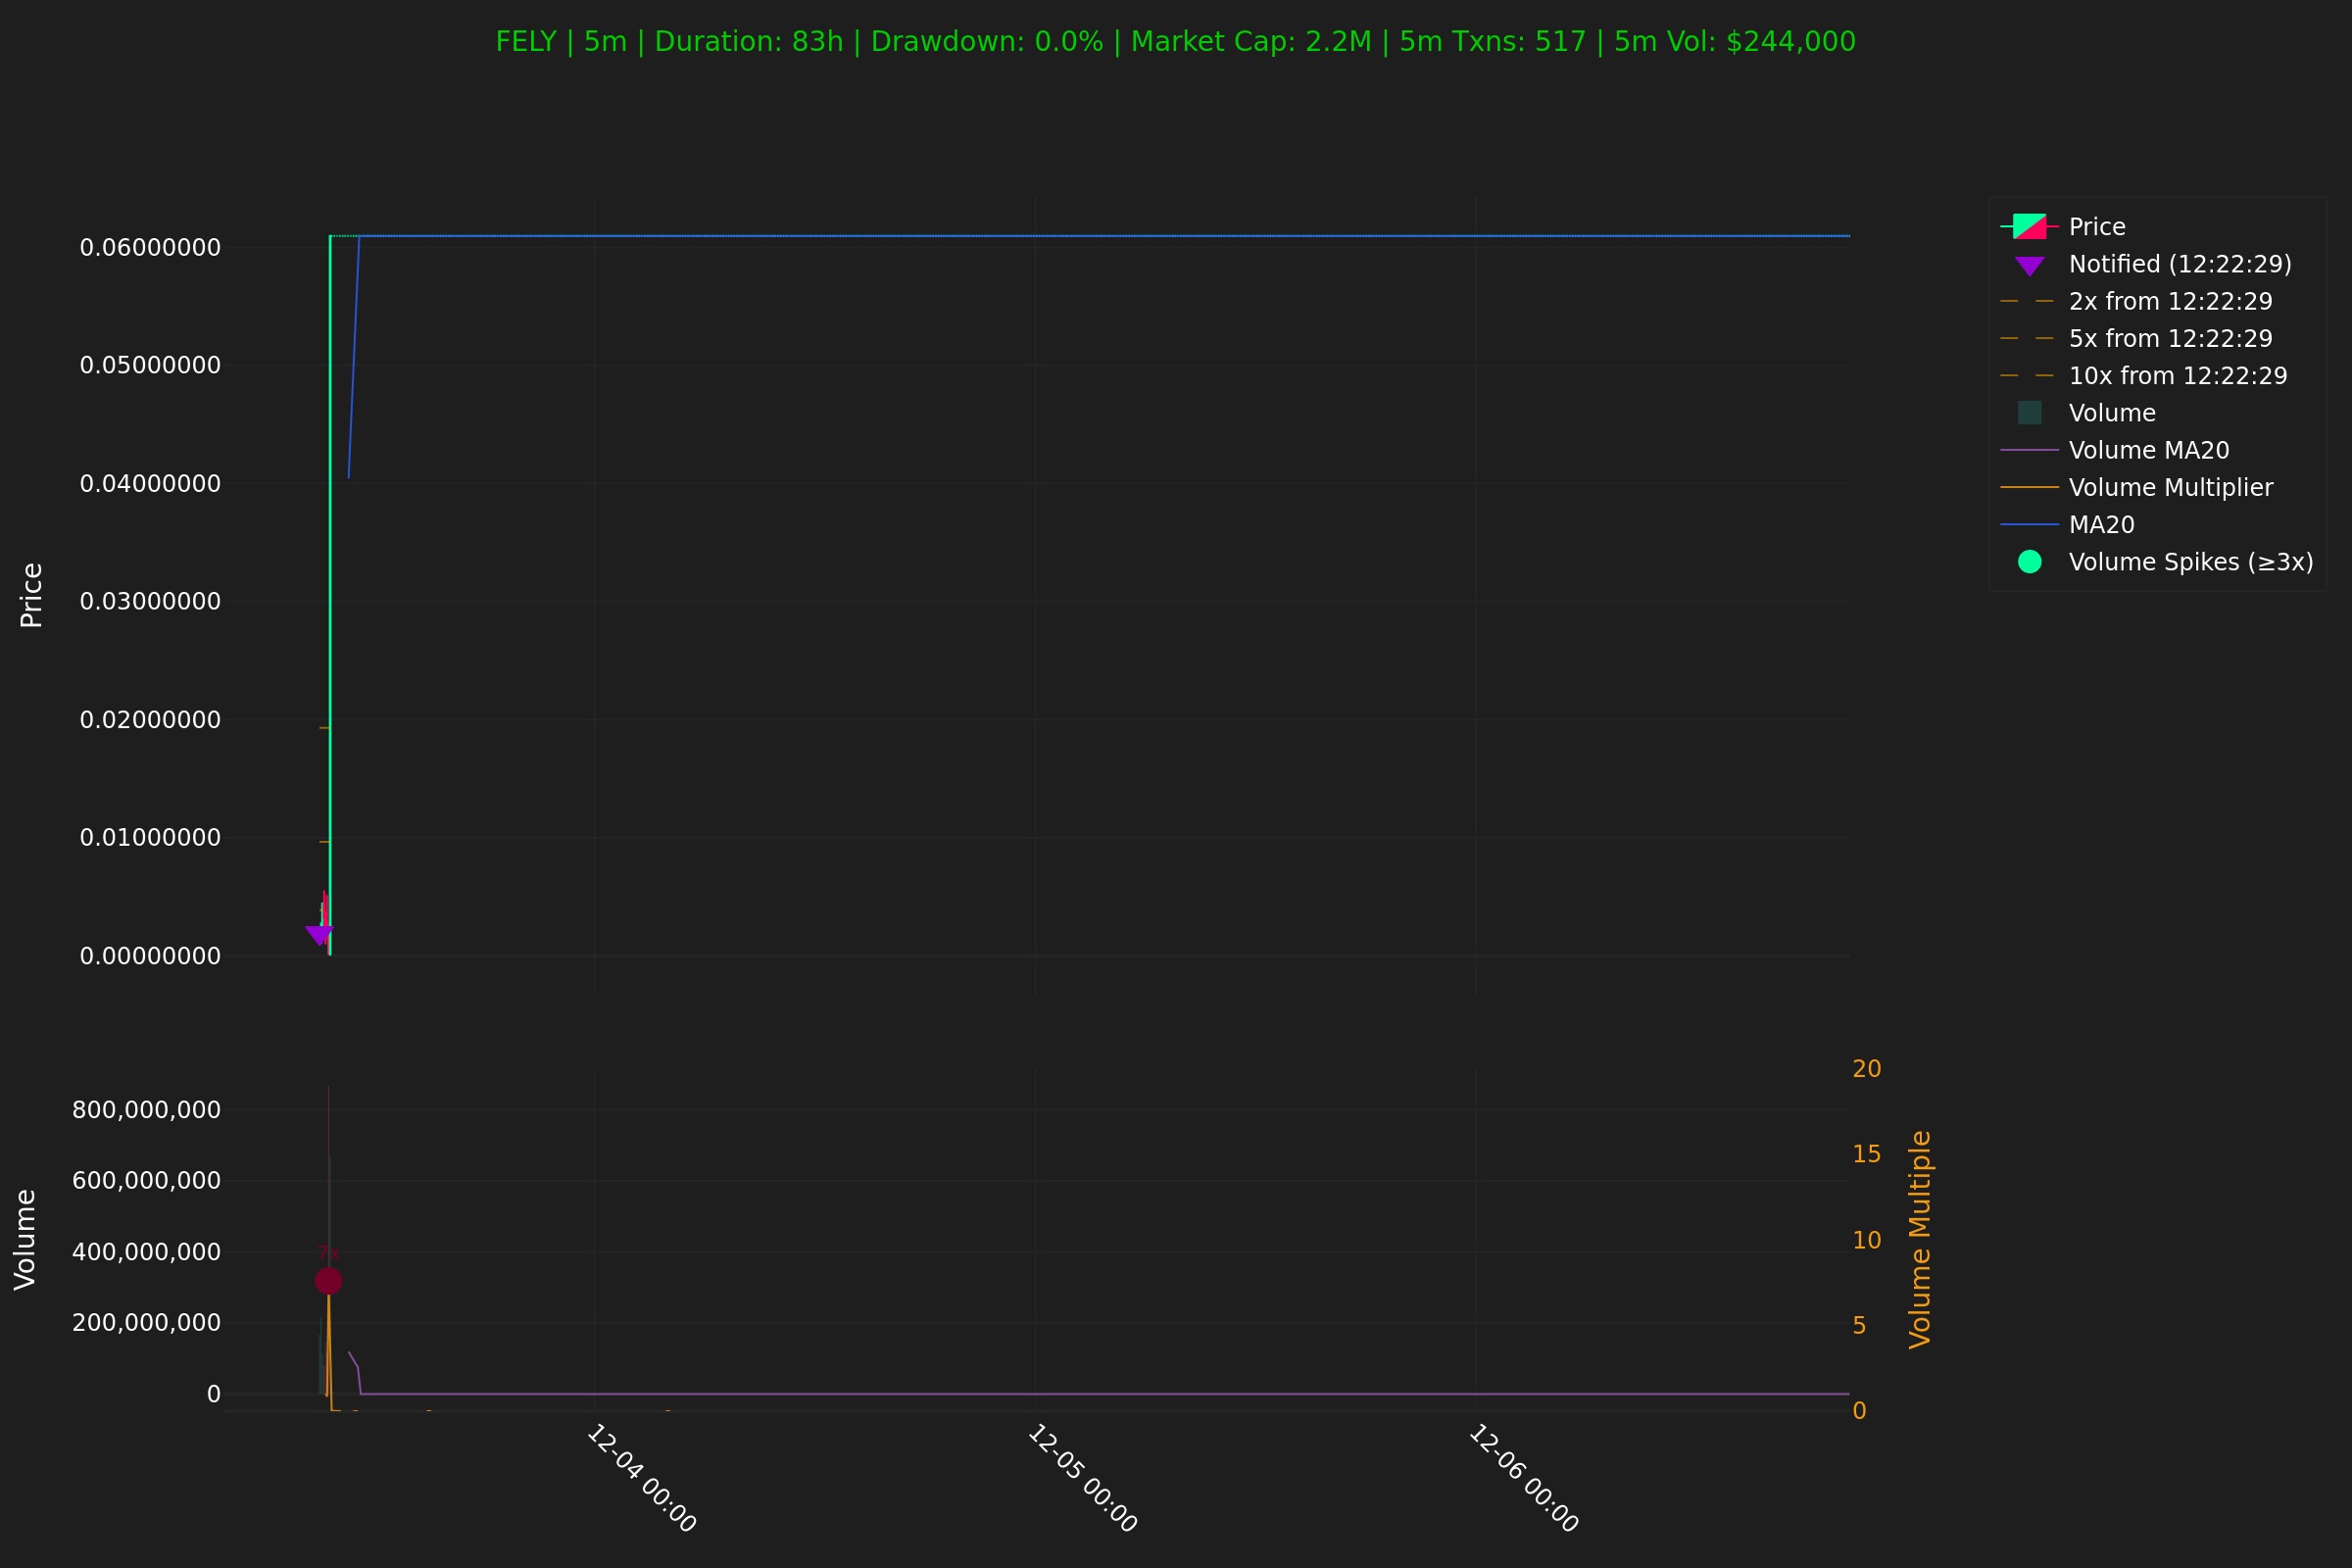 FELY | 5m | Duration: 83h | Drawdown: 0.0% | Market Cap: 2.2M | 5m Txns: 517 | 5m Vol: $244,000
Price
0.06000000
0.05000000
0.04000000
0.03000000
0.02000000
0.01000000
0.00000000
Price
Notified (12:22:29)
2x from 12:22:29
5x from 12:22:29
10x from 12:22:29
Volume
Volume MA20
Volume Multiplier
MA20
Volume Spikes (≥3x)
Volume
800,000,000
600,000,000
400,000,000
200,000,000
0
7x
20
15
10
5
0
Volume Multiple
12-04 00:00
12-05 00:00
12-06 00:00